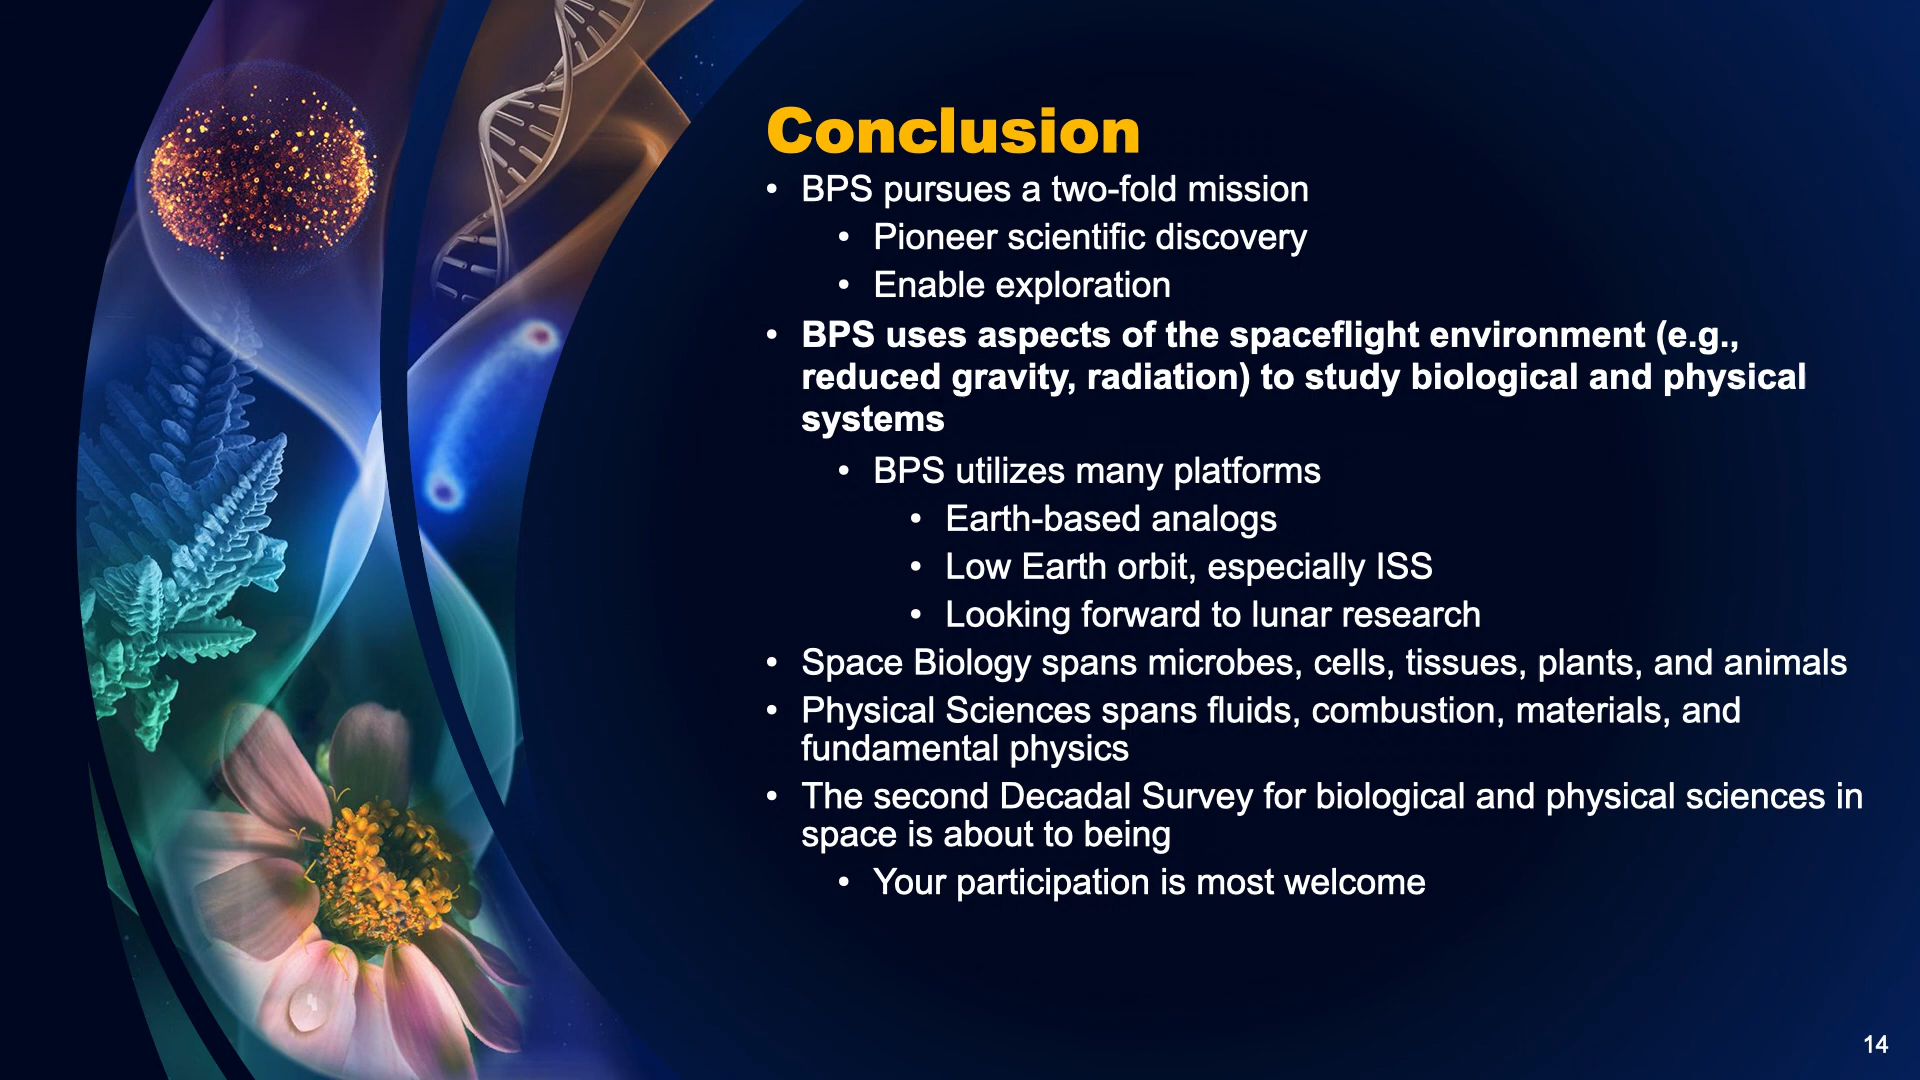 Conclusion
• BPS pursues a two-fold mission
• Pioneer scientific discovery
• Enable exploration
• BPS uses aspects of the spaceflight environment (e.g.,
reduced gravity, radiation) to study biological and physical
systems
• BPS utilizes many platforms
• Earth-based analogs
• Low Earth orbit, especially ISS
• Looking forward to lunar research
• Space Biology spans microbes, cells, tissues, plants, and animals
• Physical Sciences spans fluids, combustion, materials, and
fundamental physics
• The second Decadal Survey for biological and physical sciences in
space is about to being
• Your participation is most welcome
14